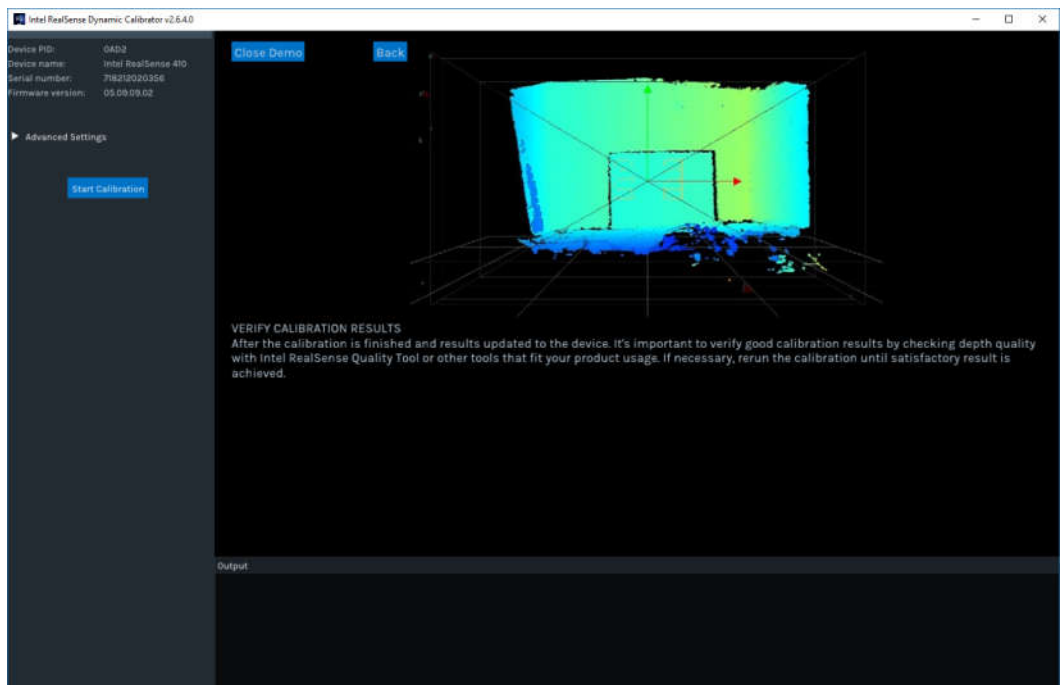 Intel RealSense Dynamic Calibrator v2.6.4.0
Device PID: 0AD2
Device name: Intel RealSense 410
Serial number: 718212020356
Firmware version: 05.09.09.02
Advanced Settings
Start Calibration
Close Demo Back
VERIFY CALIBRATION RESULTS
After the calibration is finished and results updated to the device. It's important to verify good calibration results by checking depth quality
with Intel RealSense Quality Tool or other tools that fit your product usage. If necessary, rerun the calibration until satisfactory result is
achieved.
Output